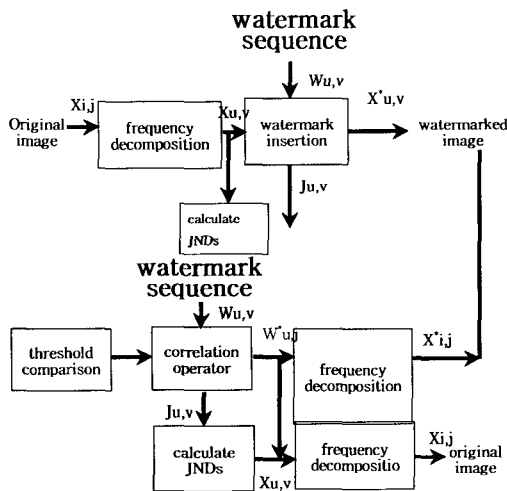 watermark
sequence
Wu,v
Xi,j
Xu,v
X*u,v
Original
image
frequency
decomposition
watermark
insertion
watermarked
image
Ju,v
calculate
JNDs
watermark
sequence
Wu,v
W*u,j
X*i,j
threshold
comparison
correlation
operator
frequency
decomposition
Ju,v
calculate
JNDs
Xu,v
frequency
decompositio
Xi,j
original
image